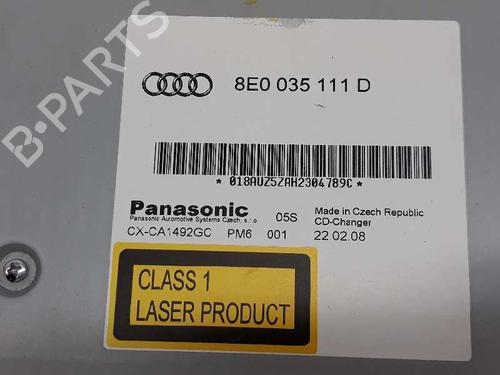 8E0 035 111 D
* 018AUZ5ZAH2304789C *
Panasonic 05S Made in Czech Republic
Panasonic Automotive Systems Czech, s.r.o. CD-Changer
CX-CA1492GC PM6 001 22.02.08
CLASS 1
LASER PRODUCT